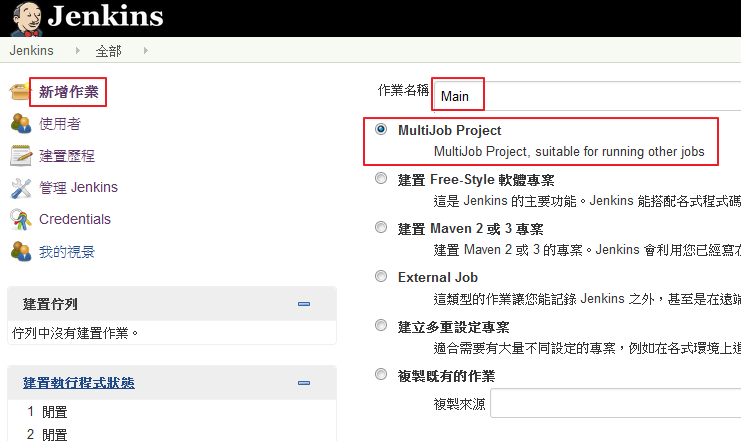 Jenkins
Jenkins 全部
新增作業
使用者
建置歷程
管理 Jenkins
Credentials
我的視景
建置佇列
佇列中沒有建置作業。
建置執行程式狀態
1 閒置
2 閒置
作業名稱 Main
MultiJob Project
MultiJob Project, suitable for running other jobs
建置 Free-Style 軟體專案
這是 Jenkins 的主要功能。Jenkins 能搭配各式程式碼
建置 Maven 2 或 3 專案
建置 Maven 2 或 3 的專案。Jenkins 會利用您已經寫在
External Job
這類型的作業讓您能記錄 Jenkins 之外，甚至是在遠端
建立多重設定專案
適合需要有大量不同設定的專案，例如在各式環境上
複製既有的作業
複製來源